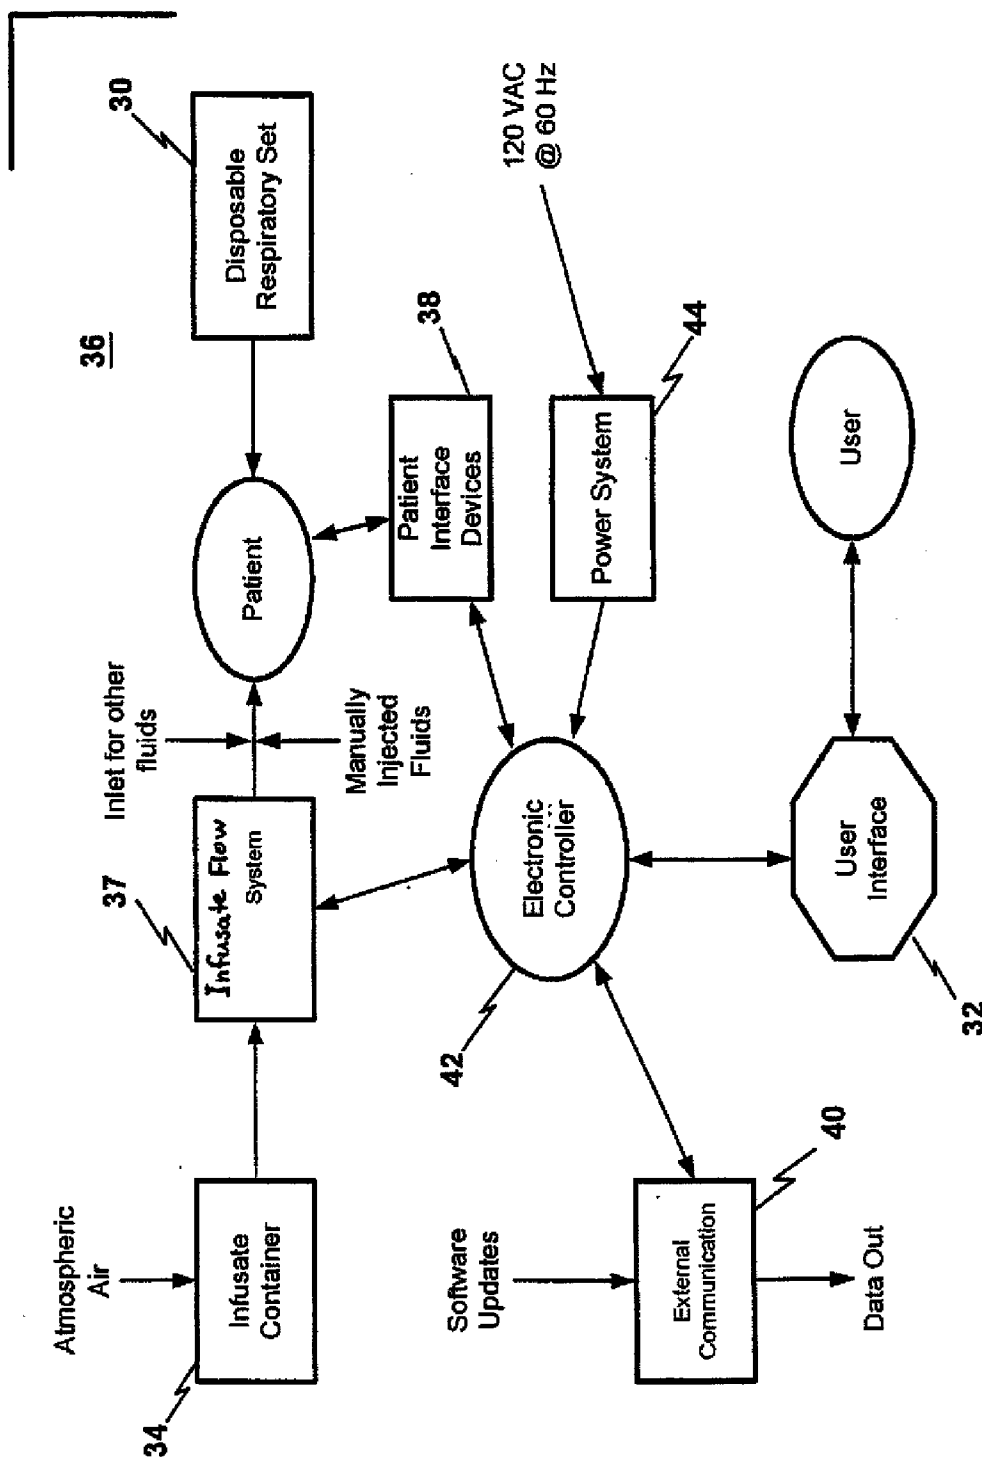 36
Atmospheric
Air
Inlet for other
fluids
34
Infusate
Container
37
Infusate Flow
System
Manually
Injected
Fluids
Patient
30
Disposable
Respiratory Set
38
Patient
Interface
Devices
120 VAC
@ 60 Hz
44
Power System
42
Electronic
Controller
Software
Updates
40
External
Communication
Data Out
32
User
Interface
User